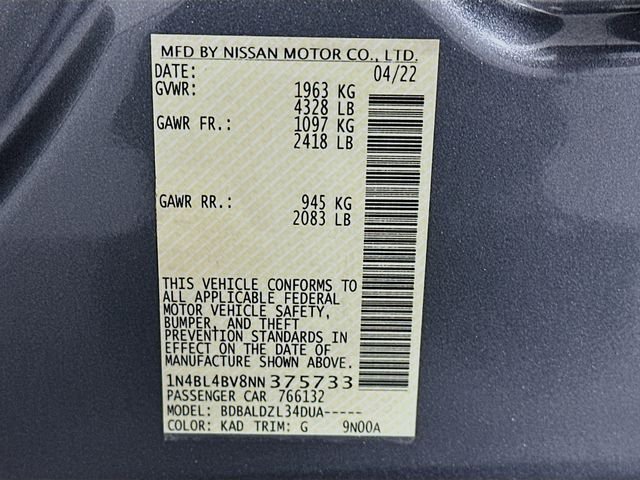 MFD BY NISSAN MOTOR CO., LTD.
DATE: 04/22
GVWR: 1963 KG
4328 LB
GAWR FR.: 1097 KG
2418 LB
GAWR RR.: 945 KG
2083 LB
THIS VEHICLE CONFORMS TO
ALL APPLICABLE FEDERAL
MOTOR VEHICLE SAFETY,
BUMPER, AND THEFT
PREVENTION STANDARDS IN
EFFECT ON THE DATE OF
MANUFACTURE SHOWN ABOVE.
1N4BL4BV8NN375733
PASSENGER CAR 766132
MODEL: BDBALDZL34DUA-----
COLOR: KAD TRIM: G 9N00A